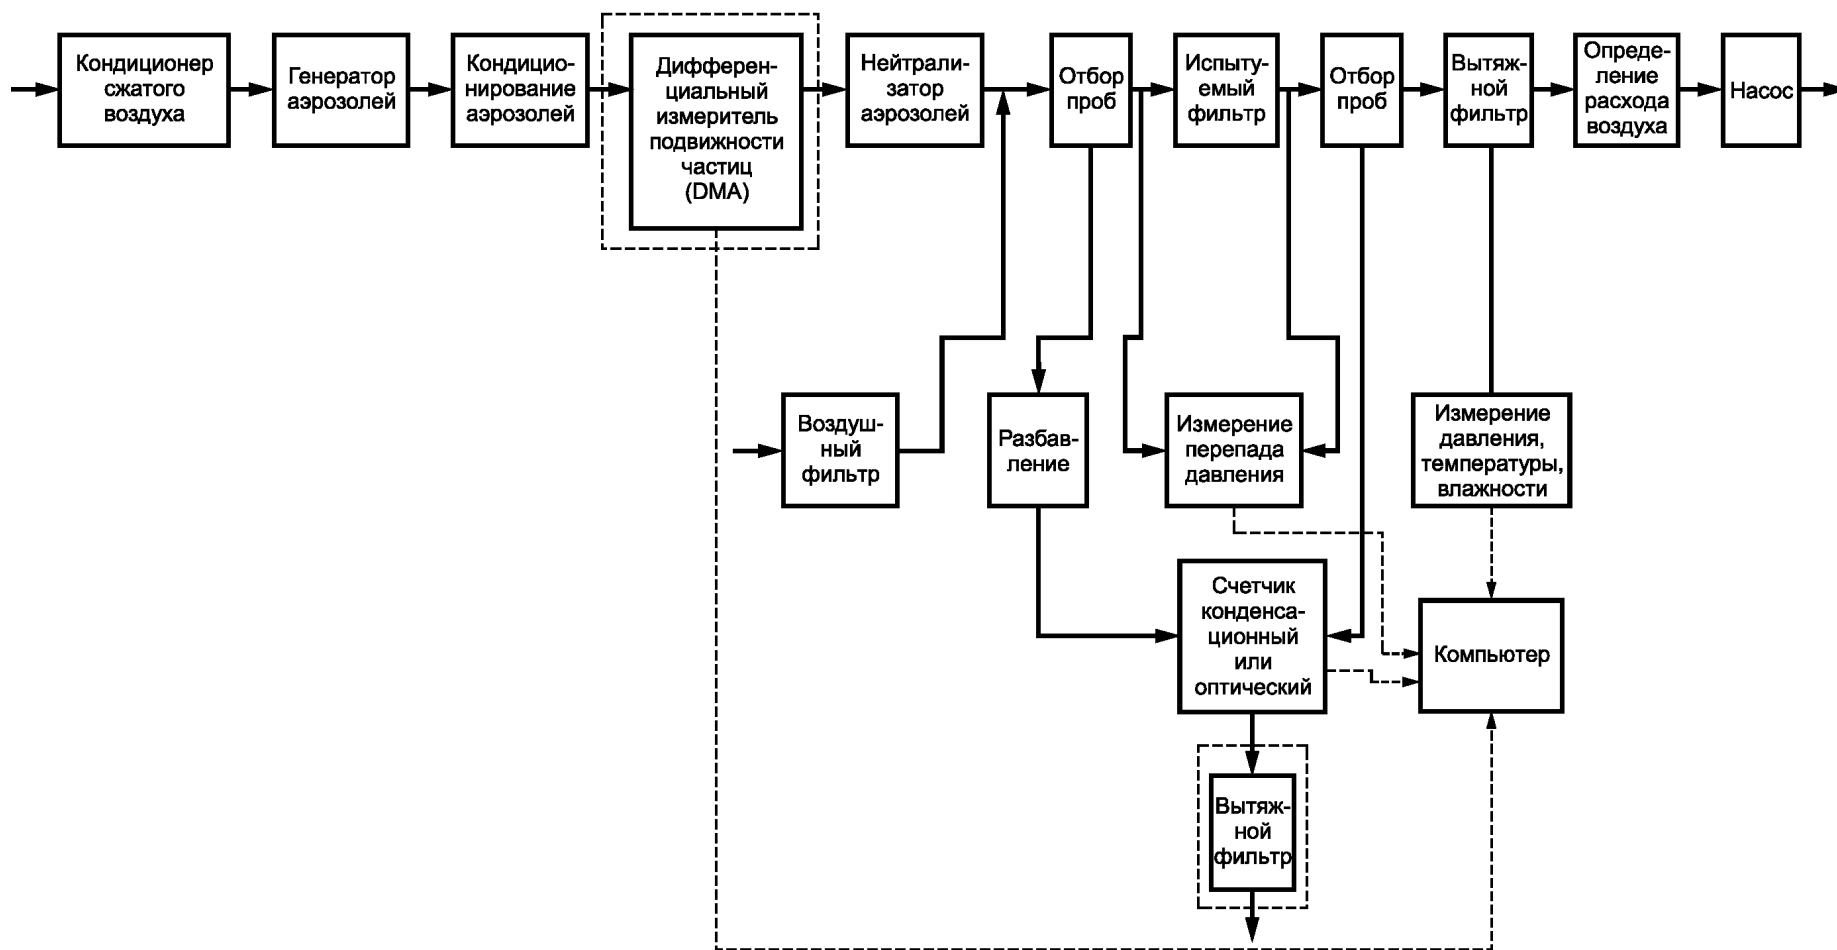 Кондиционер
сжатого
воздуха
Генератор
аэрозолей
Кондицио-
нирование
аэрозолей
Дифферен-
циальный
измеритель
подвижности
частиц
(DMA)
Нейтрали-
затор
аэрозолей
Отбор
проб
Испыту-
емый
фильтр
Отбор
проб
Вытяж-
ной
фильтр
Опреде-
ление
расхода
воздуха
Насос
Воздуш-
ный
фильтр
Разбав-
ление
Измерение
перепада
давления
Измерение
давления,
температуры,
влажности
Счетчик
конденса-
ционный
или
оптический
Компьютер
Вытяж-
ной
фильтр